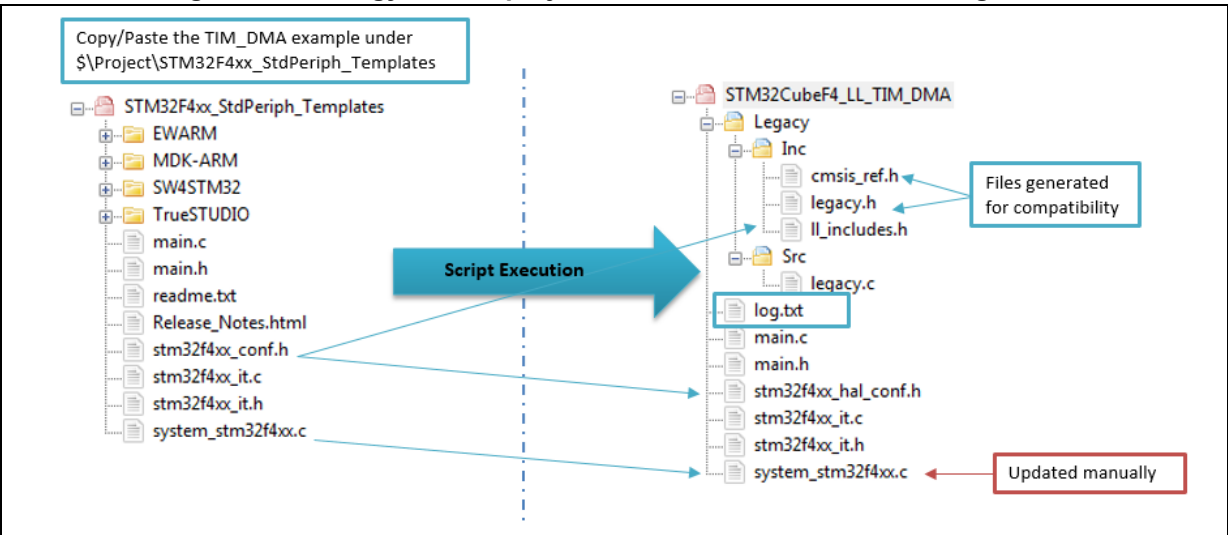 Copy/Paste the TIM_DMA example under
$\Project\STM32F4xx_StdPeriph_Templates
STM32F4xx_StdPeriph_Templates
EWARM
MDK-ARM
SW4STM32
TrueSTUDIO
main.c
main.h
readme.txt
Release_Notes.html
stm32f4xx_conf.h
stm32f4xx_it.c
stm32f4xx_it.h
system_stm32f4xx.c
Script Execution
STM32CubeF4_LL_TIM_DMA
Legacy
Inc
cmsis_ref.h
legacy.h
ll_includes.h
Src
legacy.c
log.txt
main.c
main.h
stm32f4xx_hal_conf.h
stm32f4xx_it.c
stm32f4xx_it.h
system_stm32f4xx.c
Files generated
for compatibility
Updated manually